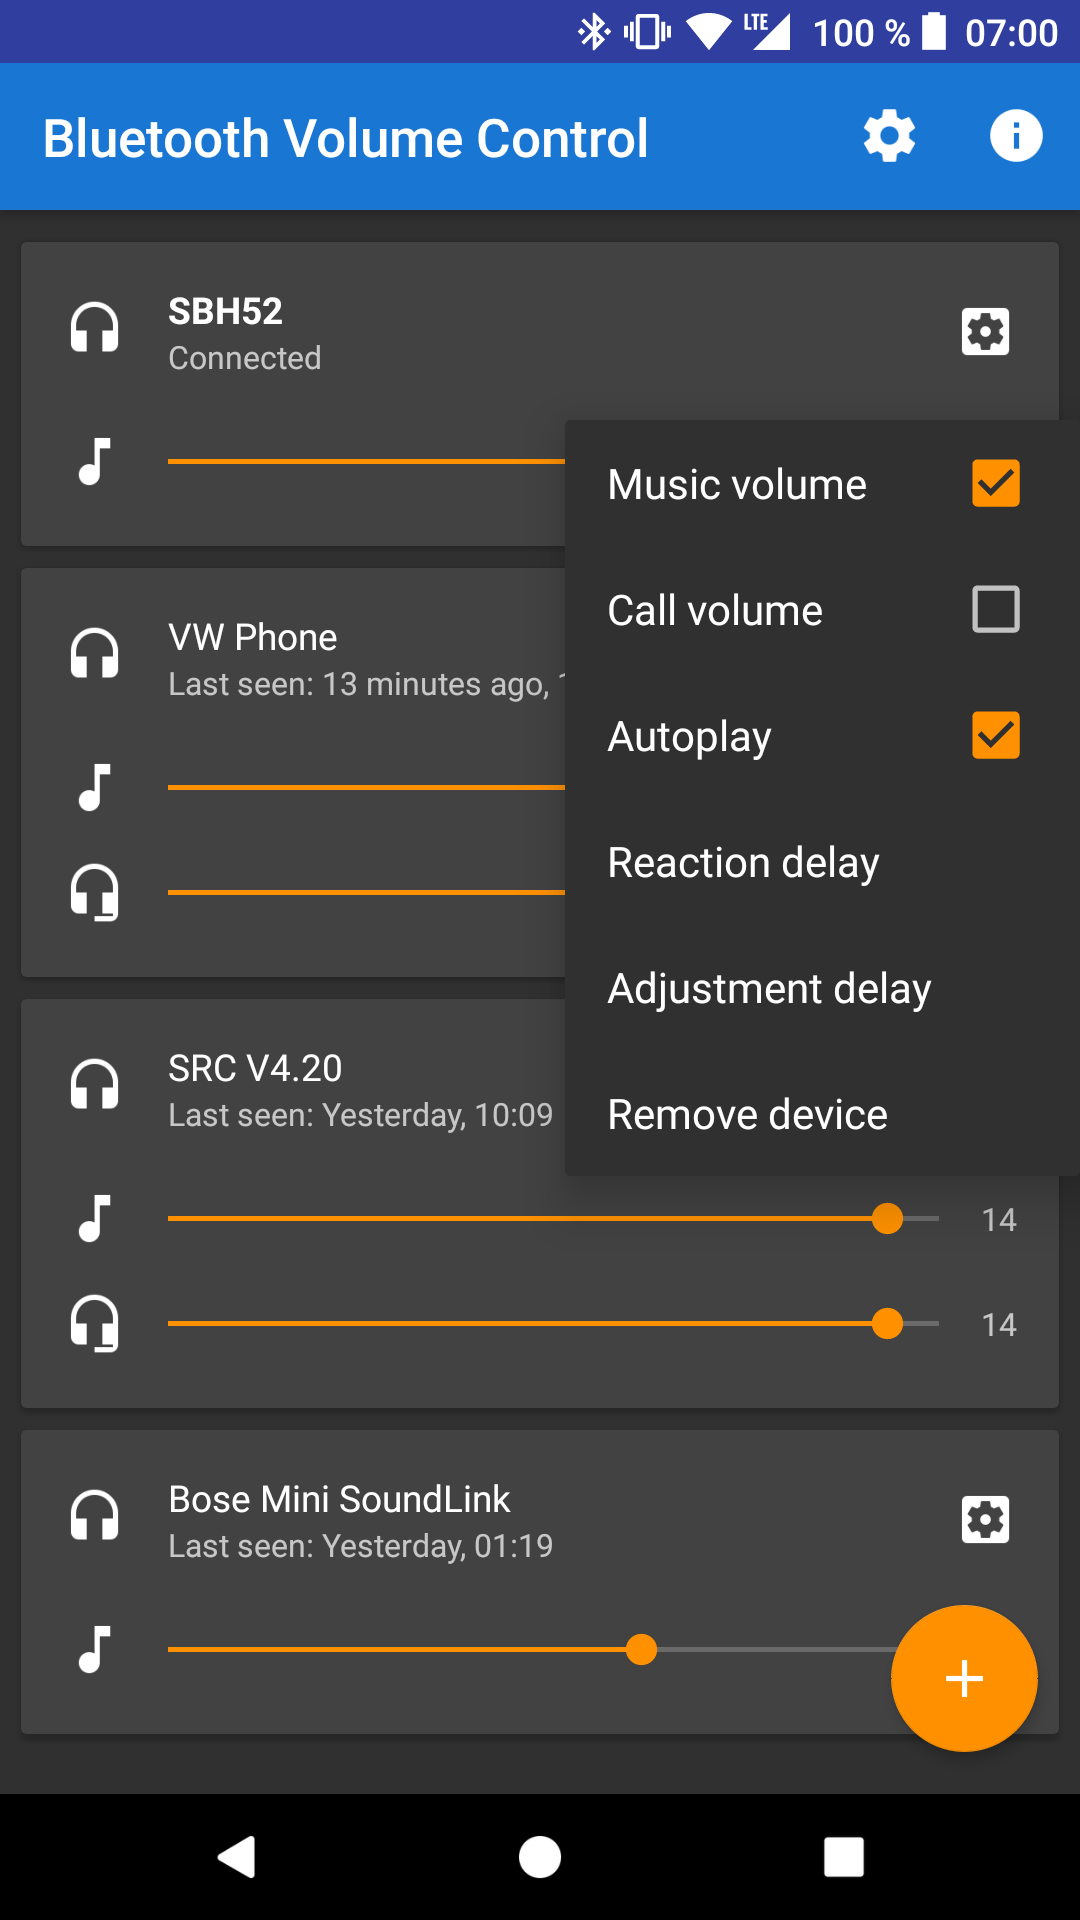 LTE 100 % 07:00
Bluetooth Volume Control
SBH52
Connected
Music volume
Call volume
Autoplay
Reaction delay
Adjustment delay
Remove device
VW Phone
Last seen: 13 minutes ago,
SRC V4.20
Last seen: Yesterday, 10:09
14
14
Bose Mini SoundLink
Last seen: Yesterday, 01:19